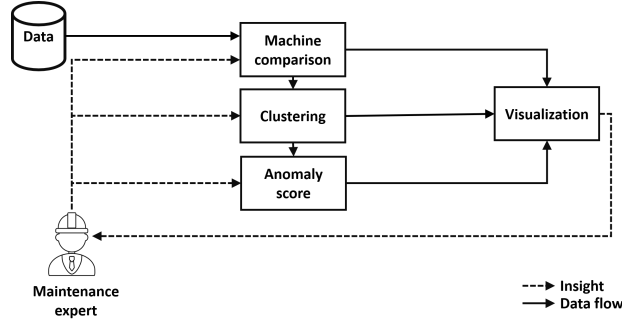 Data
Machine
comparison
Clustering
Visualization
Anomaly
score
Maintenance
expert
Insight
Data flow